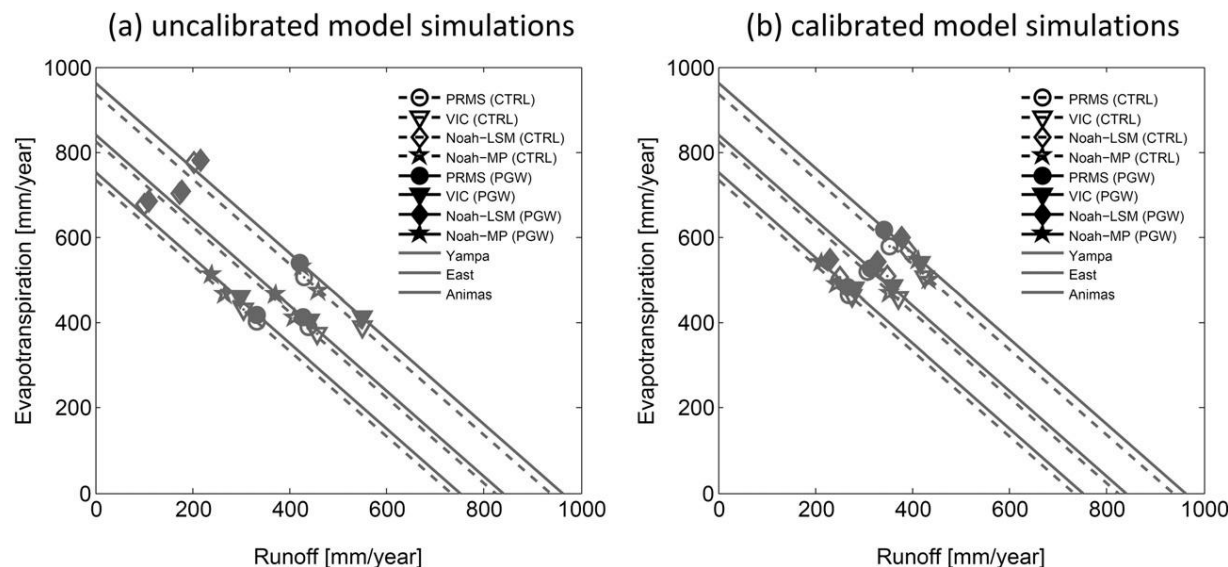 (a) uncalibrated model simulations
1000
800
600
400
200
0
Evapotranspiration [mm/year]
PRMS (CTRL)
VIC (CTRL)
Noah−LSM (CTRL)
Noah−MP (CTRL)
PRMS (PGW)
VIC (PGW)
Noah−LSM (PGW)
Noah−MP (PGW)
Yampa
East
Animas
0 200 400 600 800 1000
Runoff [mm/year]
(b) calibrated model simulations
1000
800
600
400
200
0
Evapotranspiration [mm/year]
PRMS (CTRL)
VIC (CTRL)
Noah−LSM (CTRL)
Noah−MP (CTRL)
PRMS (PGW)
VIC (PGW)
Noah−LSM (PGW)
Noah−MP (PGW)
Yampa
East
Animas
0 200 400 600 800 1000
Runoff [mm/year]